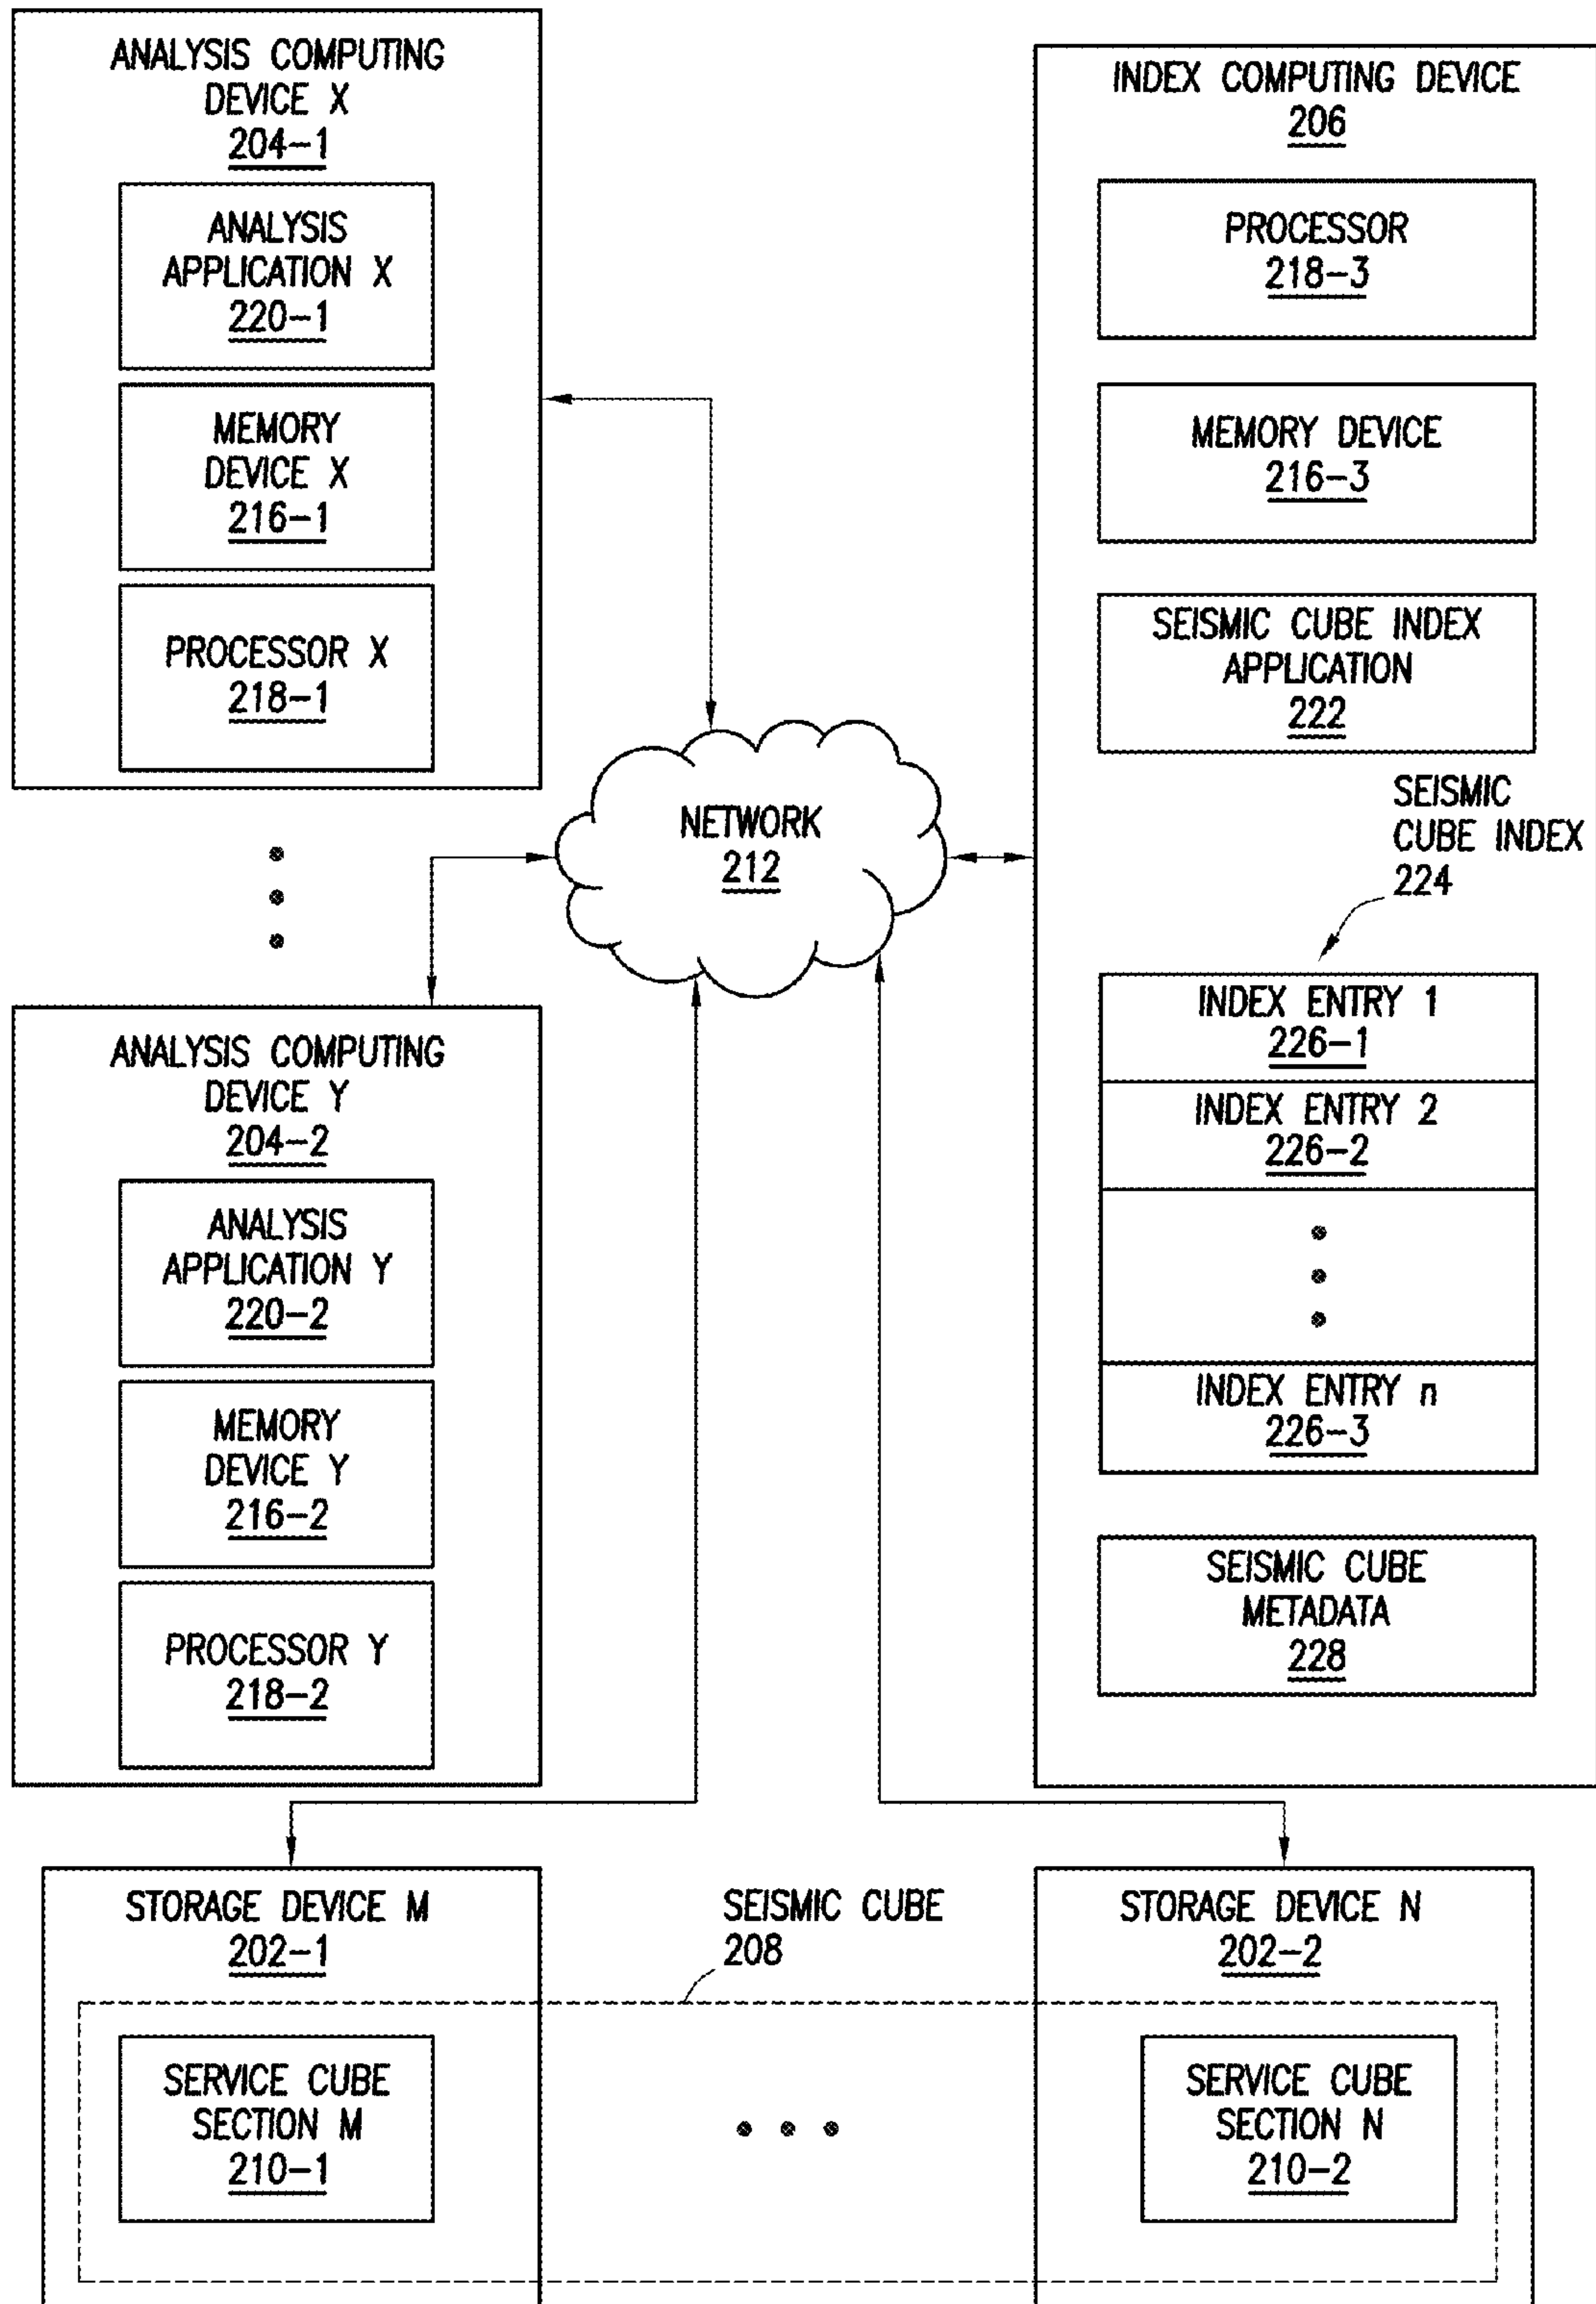 ANALYSIS COMPUTING
DEVICE X
204-1
ANALYSIS
APPLICATION X
220-1
MEMORY
DEVICE X
216-1
PROCESSOR X
218-1
INDEX COMPUTING DEVICE
206
PROCESSOR
218-3
MEMORY DEVICE
216-3
SEISMIC CUBE INDEX
APPLICATION
222
SEISMIC
CUBE INDEX
224
NETWORK
212
INDEX ENTRY 1
226-1
INDEX ENTRY 2
226-2
INDEX ENTRY n
226-3
SEISMIC CUBE
METADATA
228
ANALYSIS COMPUTING
DEVICE Y
204-2
ANALYSIS
APPLICATION Y
220-2
MEMORY
DEVICE Y
216-2
PROCESSOR Y
218-2
STORAGE DEVICE M
202-1
SEISMIC CUBE
208
STORAGE DEVICE N
202-2
SERVICE CUBE
SECTION M
210-1
SERVICE CUBE
SECTION N
210-2